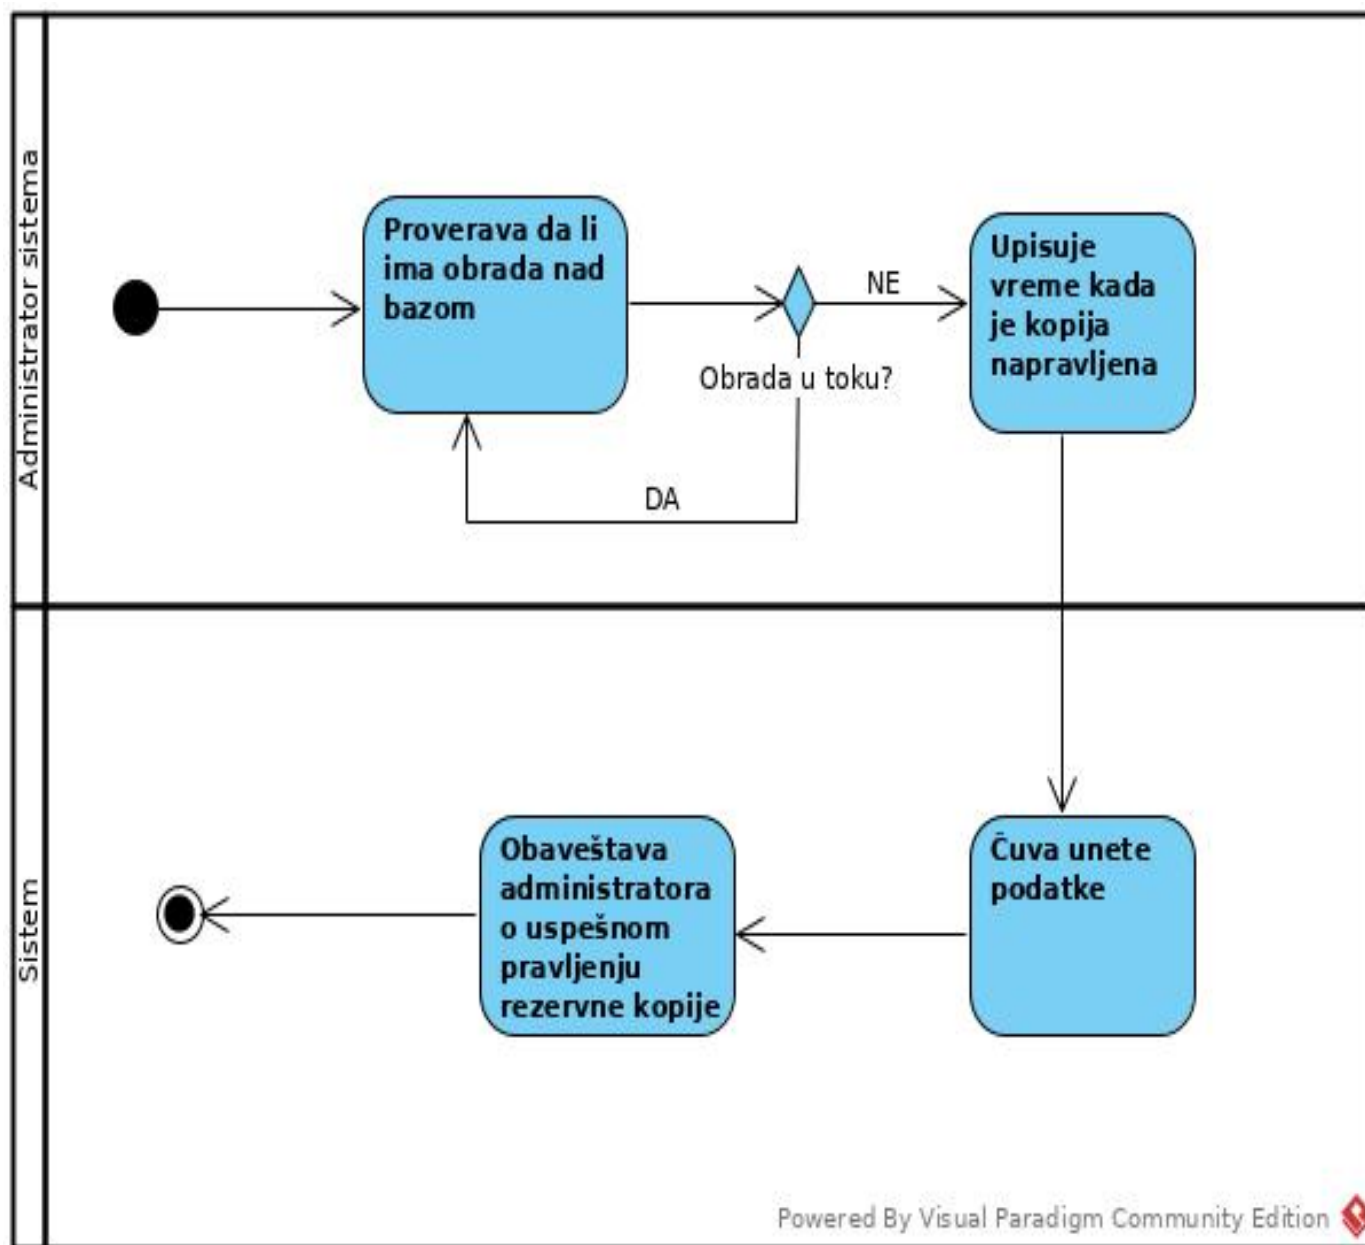 Administrator sistema
Proverava da li
ima obrada nad
bazom
NE
Obrada u toku?
DA
Upisuje
vreme kada
je kopija
napravljena
Sistem
Obaveštava
administratora
o uspešnom
pravljenju
rezervne kopije
Čuva unete
podatke
Powered By Visual Paradigm Community Edition